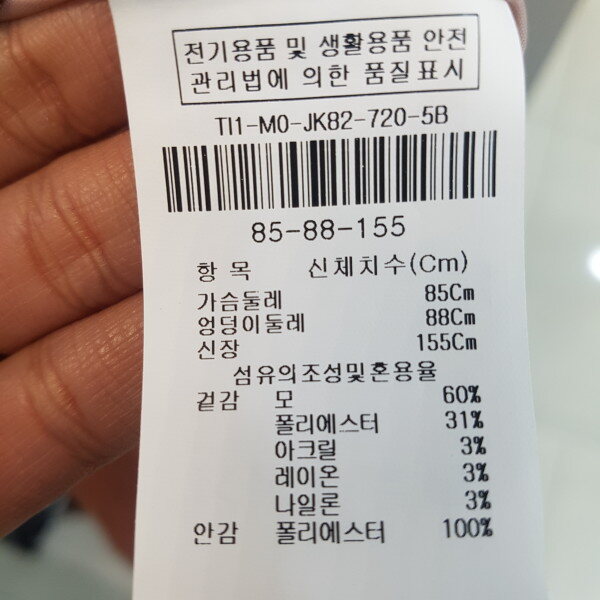 전기용품 및 생활용품 안전
관리법에 의한 품질표시
TI1-M0-JK82-720-5B
85-88-155
항 목 신체치수(Cm)
가슴둘레 85Cm
엉덩이둘레 88Cm
신장 155Cm
섬유의조성및혼용율
겉감 모 60%
폴리에스터 31%
아크릴 3%
레이온 3%
나일론 3%
안감 폴리에스터 100%